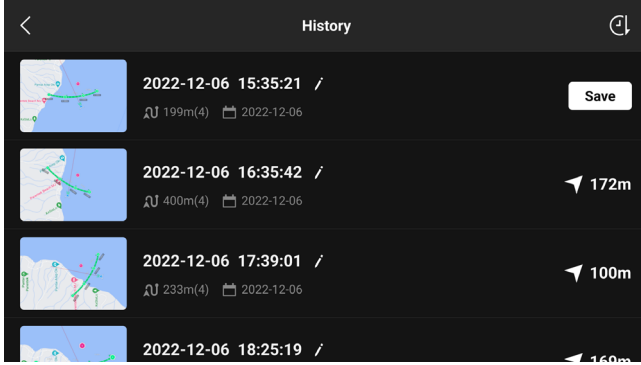 History
2022-12-06 15:35:21
Save
199m(4) 2022-12-06
2022-12-06 16:35:42
172m
400m(4) 2022-12-06
2022-12-06 17:39:01
100m
233m(4) 2022-12-06
2022-12-06 18:25:19
169m